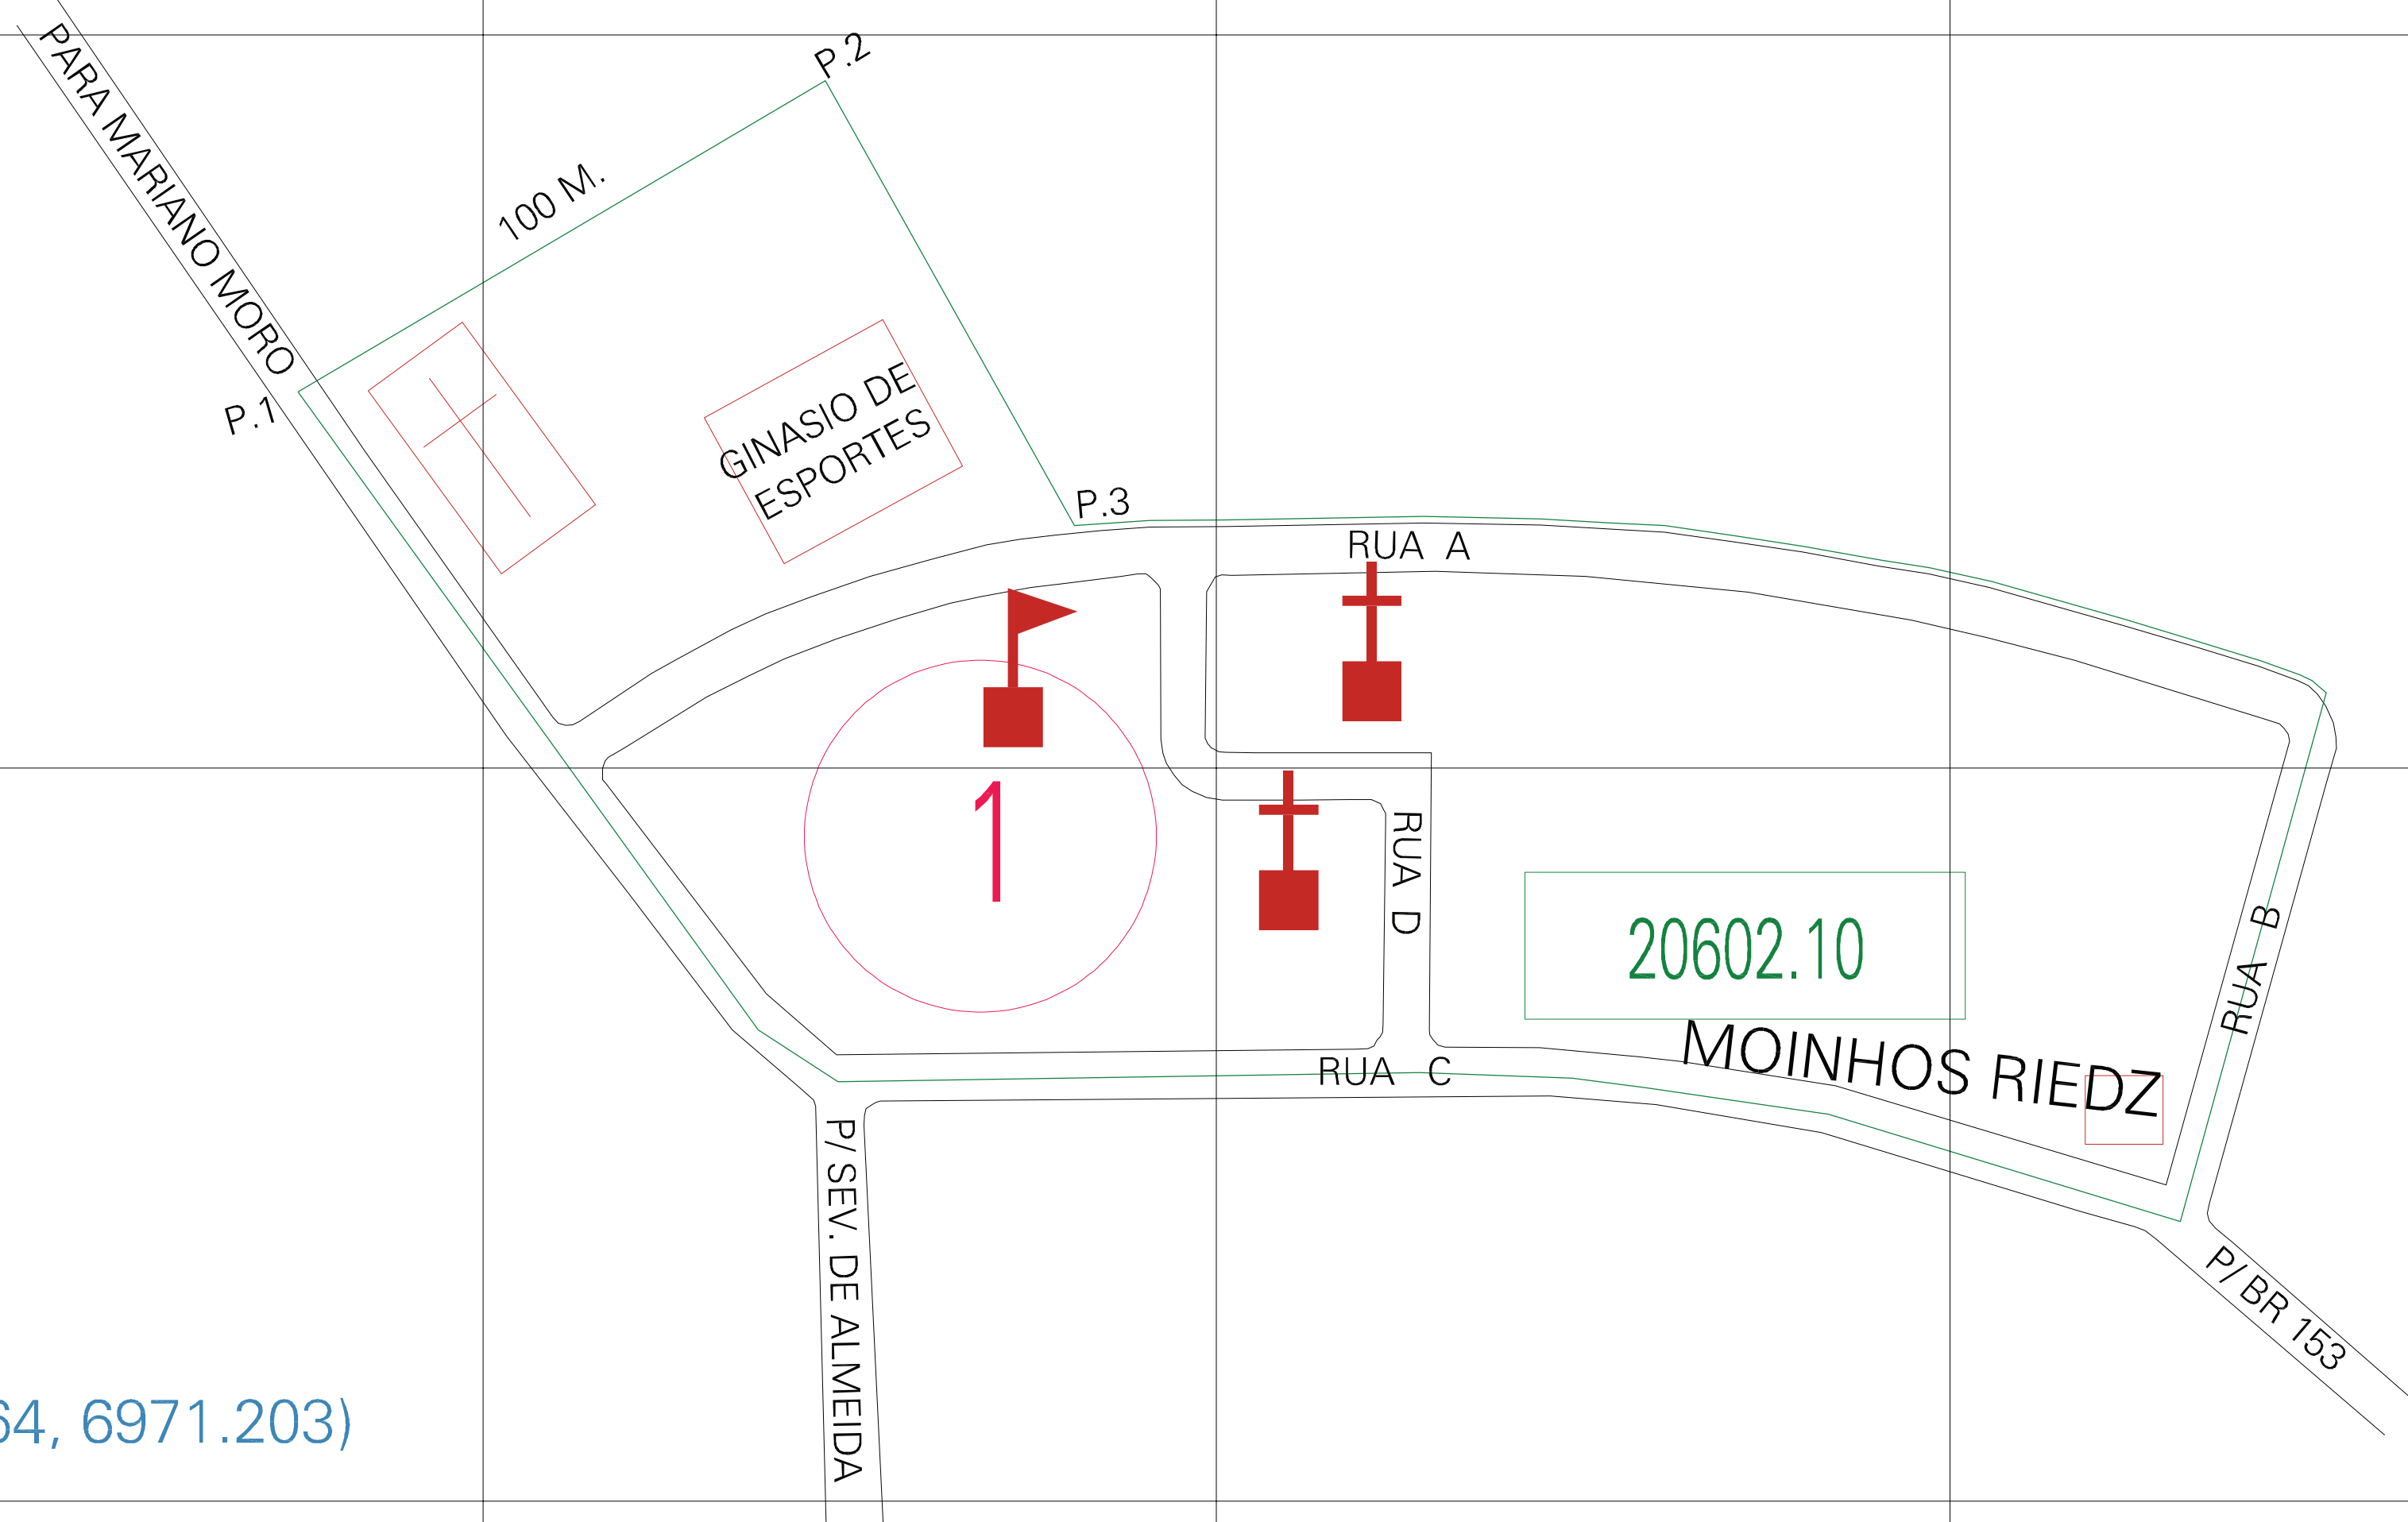 PARA MARIANO MORO
P.2
100 M.
P.1
GINASIO DE
ESPORTES
P.3
RUA A
1
RUA D
20602.10
RUA B
MOINHOS RIEDZ
RUA C
P/ SEV. DE ALMEIDA
P/ BR 153
64, 6971.203)